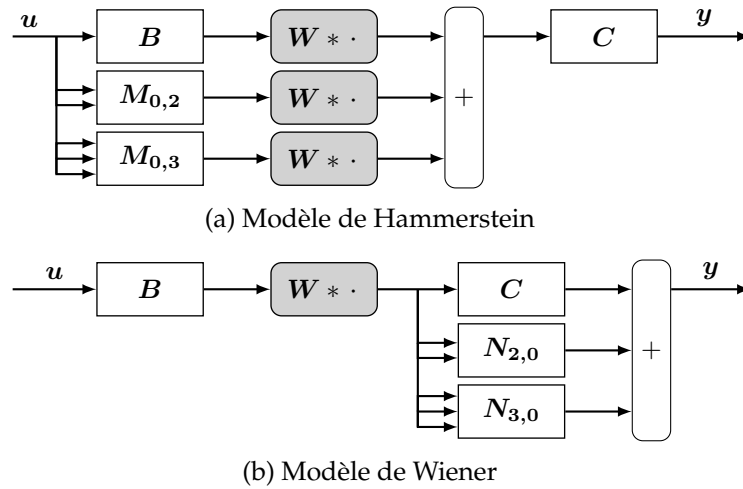 u B W * · C y
M₀,₂ W * · +
M₀,₃ W * ·
(a) Modèle de Hammerstein
u B W * · C y
N₂,₀ +
N₃,₀
(b) Modèle de Wiener